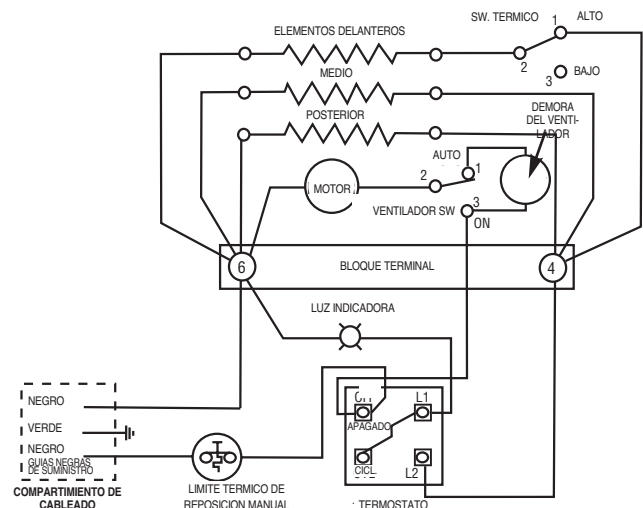 SW. TERMICO
1
ALTO
ELEMENTOS DELANTEROS
2
3
BAJO
MEDIO
DEMORA
DEL VENTI-
LADOR
POSTERIOR
AUTO
1
2
MOTOR
VENTILADOR SW
3
ON
6
BLOQUE TERMINAL
4
LUZ INDICADORA
NEGRO
VERDE
NEGRO
GUIAS NEGRAS
DE SUMINISTRO
COMPARTIMIENTO DE
CABLEADO
LIMITE TERMICO DE
REPOSICION MANUAL
L1
APAGADO
CICL.
L2
TERMOSTATO